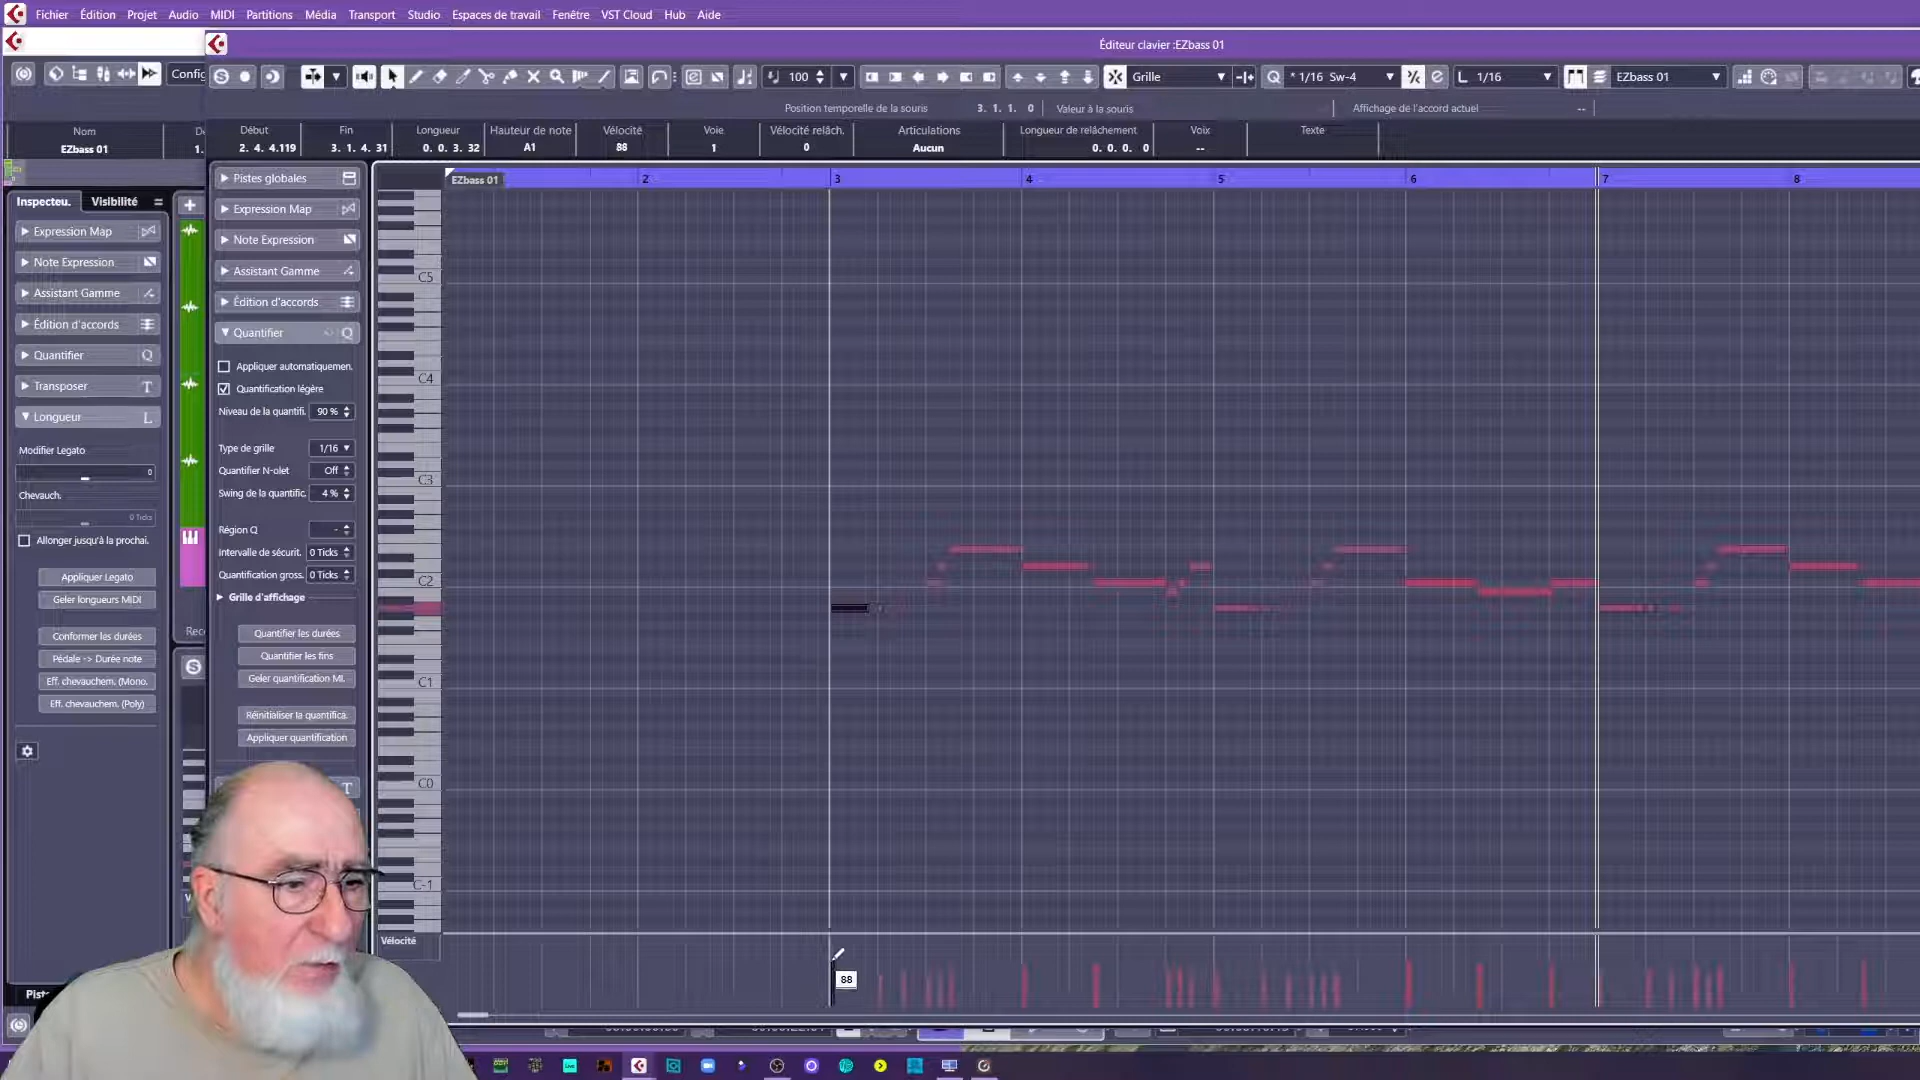 Fichier Édition Projet Audio MIDI Partitions Média Transport Studio Espaces de travail Fenêtre VST Cloud Hub Aide
Éditeur clavier :EZbass 01
Config 100 Grille * 1/16 Sw-4 1/16 EZbass 01
Position temporelle de la souris 3. 1. 1. 0 Valeur à la souris Affichage de l'accord actuel --
Nom Début Fin Longueur Hauteur de note Vélocité Voie Vélocité relâch. Articulations Longueur de relâchement Voix Texte
EZbass 01 1. 2. 4. 4.119 3. 1. 4. 31 0. 0. 3. 32 A1 88 1 0 Aucun 0. 0. 0. 0 --
Inspecteu. Visibilité
Expression Map
Note Expression
Assistant Gamme
Édition d'accords
Quantifier
Transposer
Longueur
Modifier Legato
0
Chevauch.
0 Ticks
Allonger jusqu'à la prochai.
Appliquer Legato
Geler longueurs MIDI
Conformer les durées
Pédale -> Durée note
Eff. chevauchem. (Mono.
Eff. chevauchem. (Poly)
Pistes globales
Expression Map
Note Expression
Assistant Gamme
Édition d'accords
Quantifier
Appliquer automatiquemen.
Quantification légère
Niveau de la quantifi. 90 %
Type de grille 1/16
Quantifier N-olet Off
Swing de la quantific. 4 %
Région Q -
Intervalle de sécurit. 0 Ticks
Quantification gross. 0 Ticks
Grille d'affichage
Quantifier les durées
Quantifier les fins
Geler quantification MI.
Réinitialiser la quantifica.
Appliquer quantification
T
EZbass 01 2 3 4 5 6 7 8
C5
C4
C3
C2
C1
C0
C-1
Vélocité
88